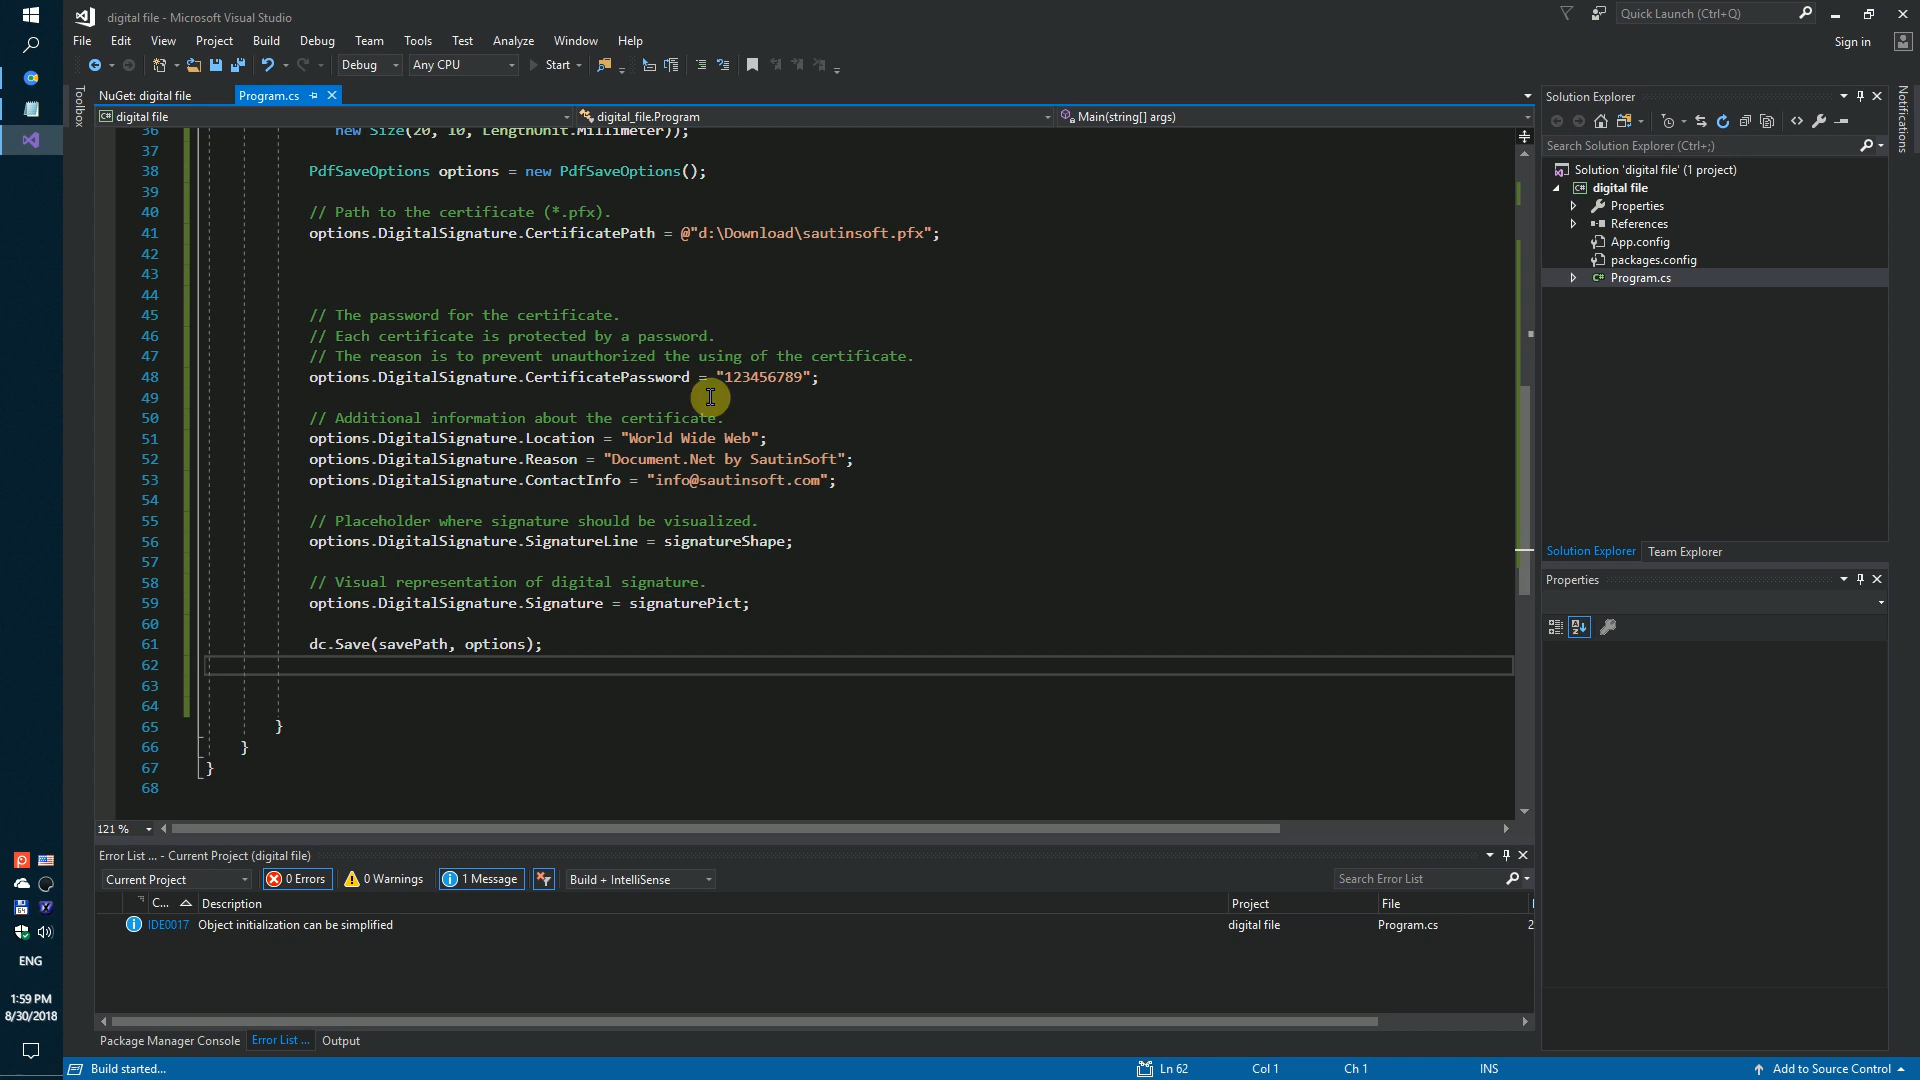 digital file - Microsoft Visual Studio
Quick Launch (Ctrl+Q)
File Edit View Project Build Debug Team Tools Test Analyze Window Help
Sign in
Debug Any CPU Start
Toolbox
NuGet: digital file Program.cs
digital file digital_file.Program Main(string[] args)
36 new Size(20, 10, LengthUnit.Millimeter));
37
38 PdfSaveOptions options = new PdfSaveOptions();
39
40 // Path to the certificate (*.pfx).
41 options.DigitalSignature.CertificatePath = @"d:\Download\sautinsoft.pfx";
42
43
44
45 // The password for the certificate.
46 // Each certificate is protected by a password.
47 // The reason is to prevent unauthorized the using of the certificate.
48 options.DigitalSignature.CertificatePassword = "123456789";
49
50 // Additional information about the certificate.
51 options.DigitalSignature.Location = "World Wide Web";
52 options.DigitalSignature.Reason = "Document.Net by SautinSoft";
53 options.DigitalSignature.ContactInfo = "info@sautinsoft.com";
54
55 // Placeholder where signature should be visualized.
56 options.DigitalSignature.SignatureLine = signatureShape;
57
58 // Visual representation of digital signature.
59 options.DigitalSignature.Signature = signaturePict;
60
61 dc.Save(savePath, options);
62
63
64
65 }
66 }
67 }
68
121 %
Solution Explorer
Search Solution Explorer (Ctrl+;)
Solution 'digital file' (1 project)
digital file
Properties
References
App.config
packages.config
Program.cs
Solution Explorer Team Explorer
Properties
Notifications
Error List ... - Current Project (digital file)
Current Project 0 Errors 0 Warnings 1 Message Build + IntelliSense Search Error List
C... Description Project File
IDE0017 Object initialization can be simplified digital file Program.cs 2
Package Manager Console Error List ... Output
Build started... Ln 62 Col 1 Ch 1 INS Add to Source Control
64
ENG
1:59 PM
8/30/2018